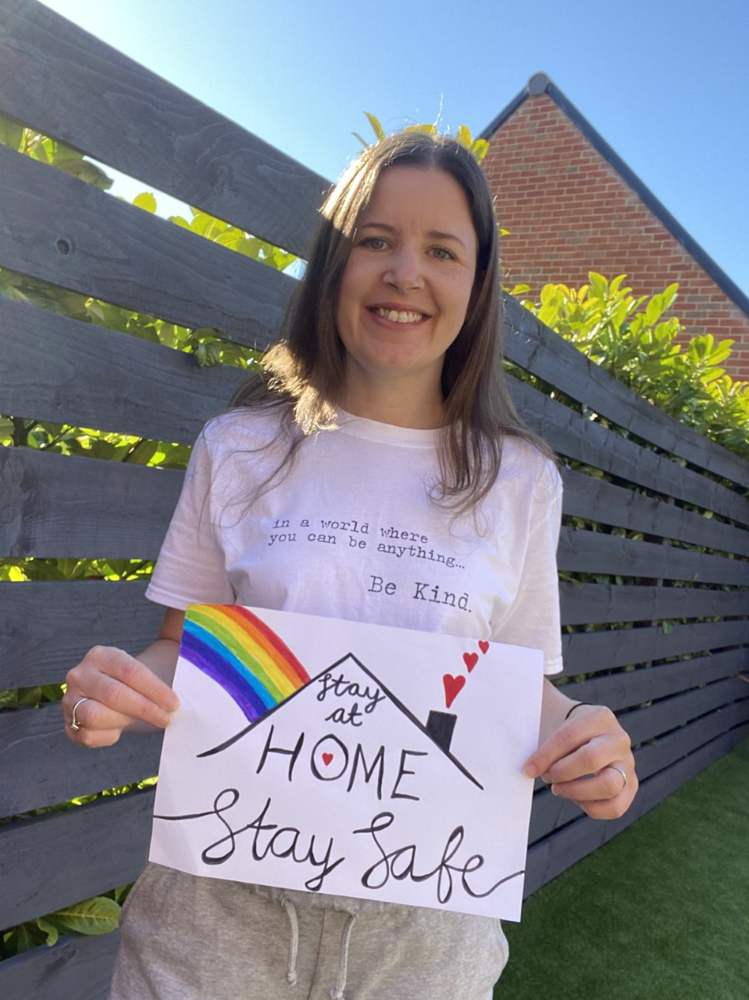 in a world where
you can be anything...
Be Kind.
stay
at
HOME
Stay Safe